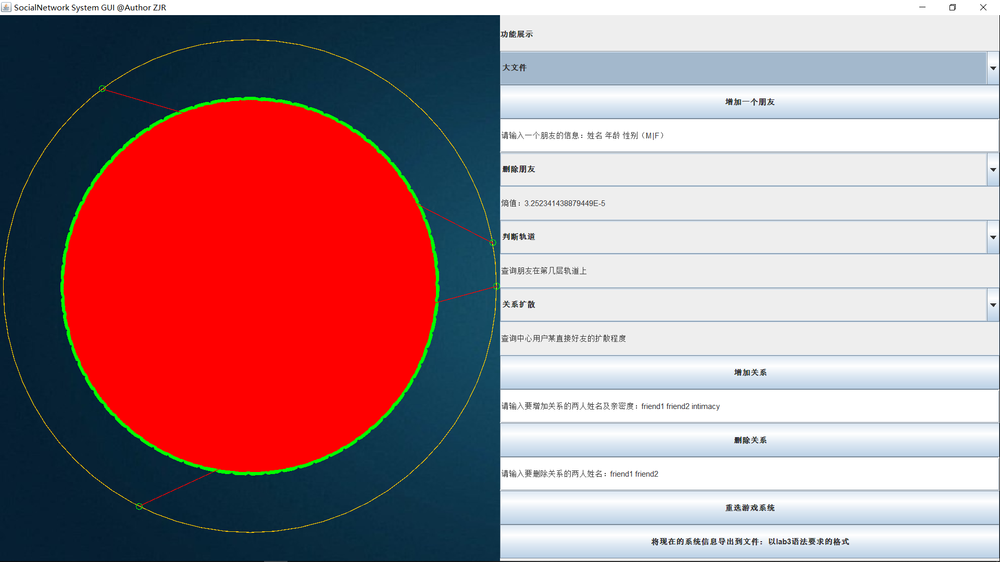 SocialNetwork System GUI @Author ZJR
功能展示
大文件
增加一个朋友
请输入一个朋友的信息：姓名 年龄 性别（M|F）
删除朋友
熵值：3.252341438879449E-5
判断轨道
查询朋友在第几层轨道上
关系扩散
查询中心用户某直接好友的扩散程度
增加关系
请输入要增加关系的两人姓名及亲密度：friend1 friend2 intimacy
删除关系
请输入要删除关系的两人姓名：friend1 friend2
重选游戏系统
将现在的系统信息导出到文件：以lab3语法要求的格式